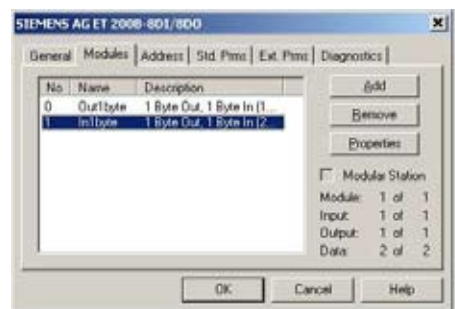 SIEMENS AG ET 200B-8DI/8DO
General Modules Address Std. Prms Ext. Prms Diagnostics
No Name Description
0 Out1byte 1 Byte Out, 1 Byte In (1...
1 In1byte 1 Byte Out, 1 Byte In (2...
Add
Remove
Properties
Modular Station
Module: 1 of 1
Input: 1 of 1
Output: 1 of 1
Data: 2 of 2
OK Cancel Help